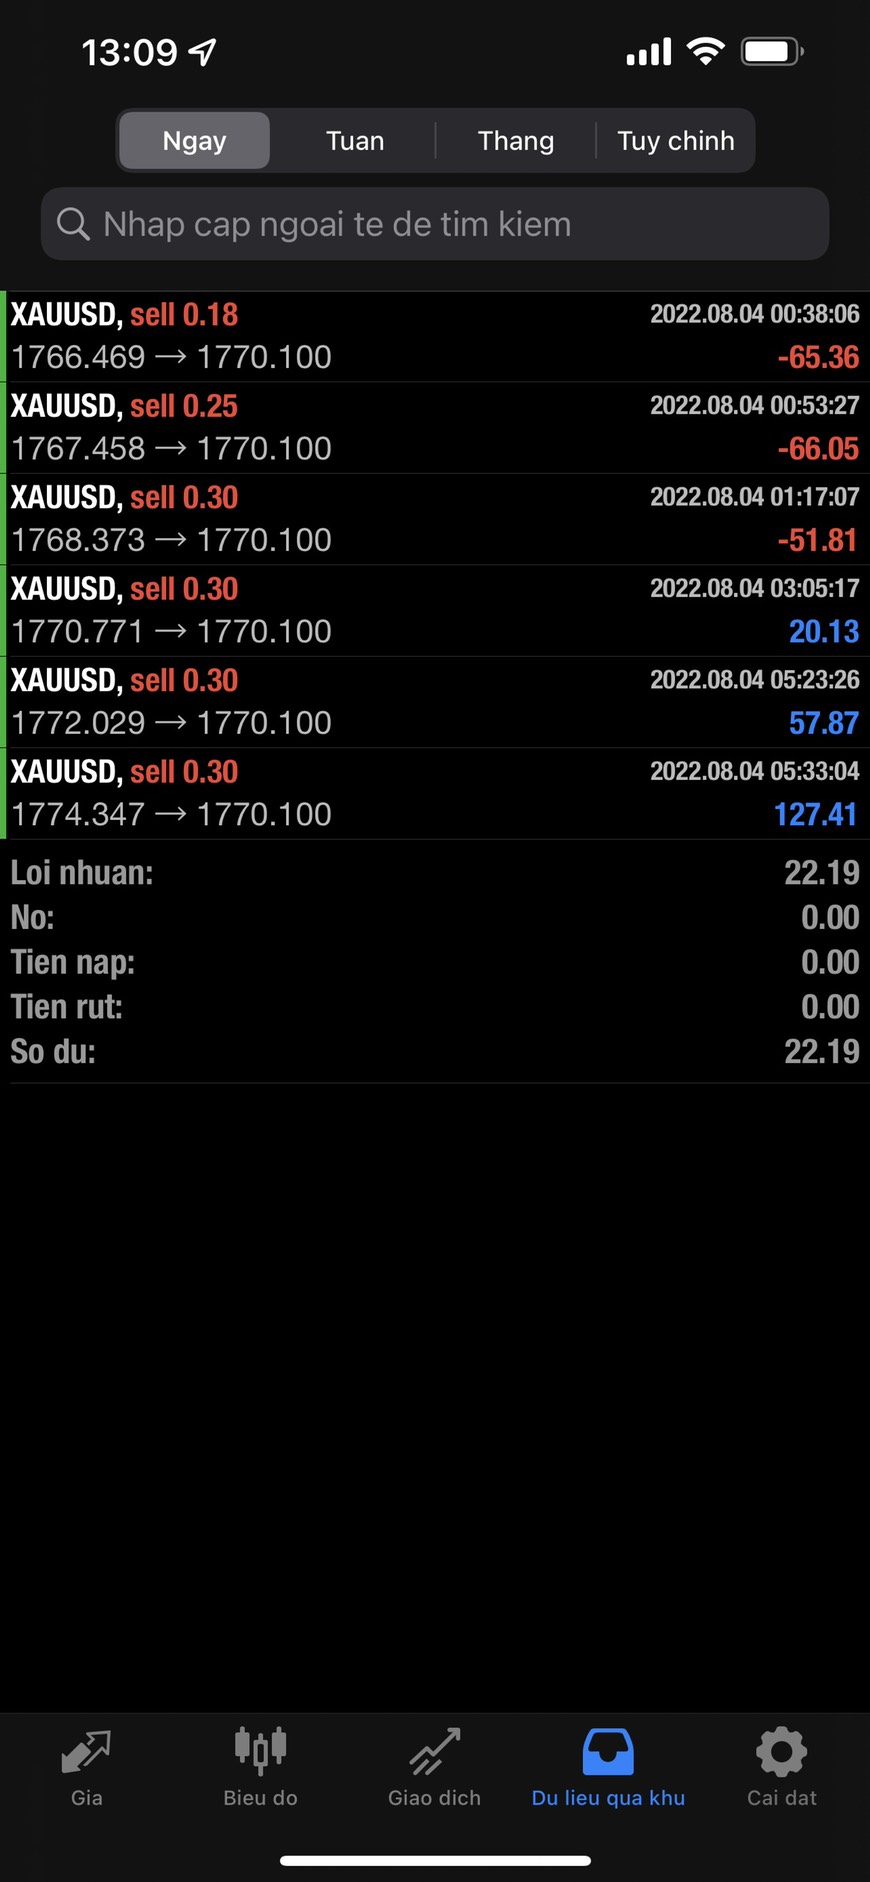 13:09
Ngay Tuan Thang Tuy chinh
Nhap cap ngoai te de tim kiem
XAUUSD, sell 0.18 2022.08.04 00:38:06
1766.469 → 1770.100 -65.36
XAUUSD, sell 0.25 2022.08.04 00:53:27
1767.458 → 1770.100 -66.05
XAUUSD, sell 0.30 2022.08.04 01:17:07
1768.373 → 1770.100 -51.81
XAUUSD, sell 0.30 2022.08.04 03:05:17
1770.771 → 1770.100 20.13
XAUUSD, sell 0.30 2022.08.04 05:23:26
1772.029 → 1770.100 57.87
XAUUSD, sell 0.30 2022.08.04 05:33:04
1774.347 → 1770.100 127.41
Loi nhuan: 22.19
No: 0.00
Tien nap: 0.00
Tien rut: 0.00
So du: 22.19
Gia Bieu do Giao dich Du lieu qua khu Cai dat